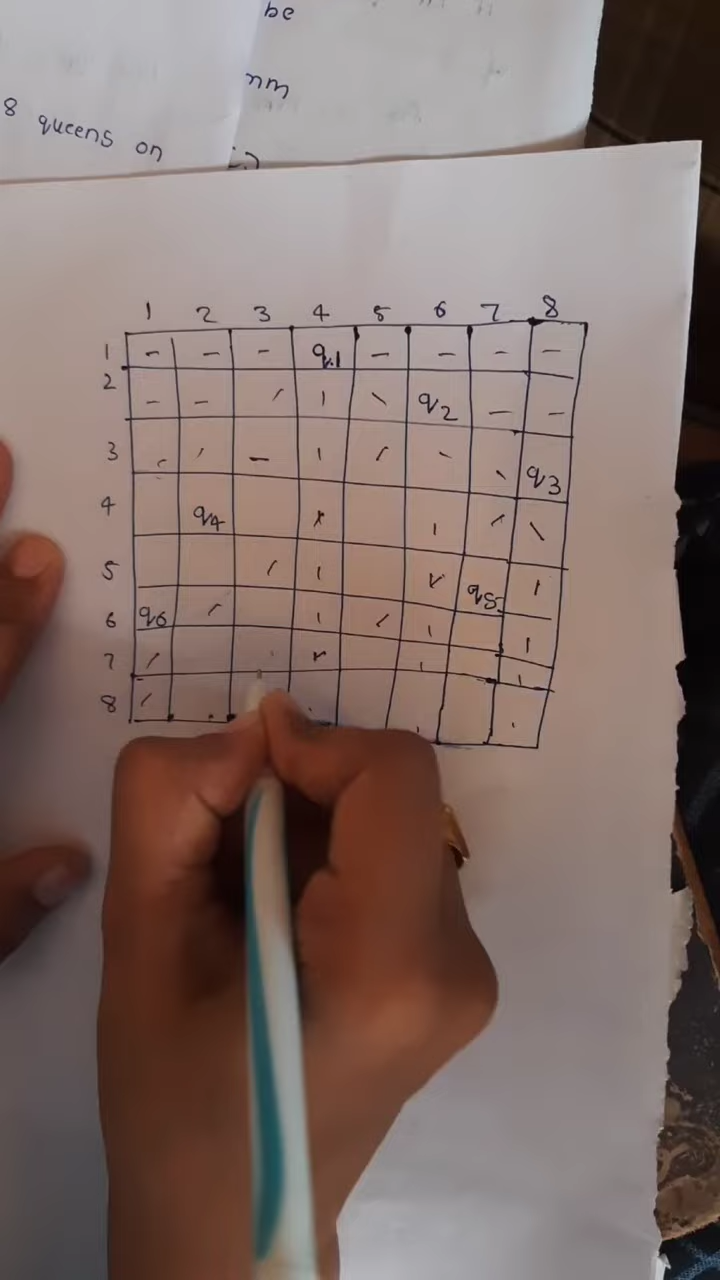 be
nm
8 queens on
1 2 3 4 5 6 7 8
1 - - - q1 - - - -
2 - - / | \ q2 - -
3 q3
4 q4
5 q5
6 q6
7
8